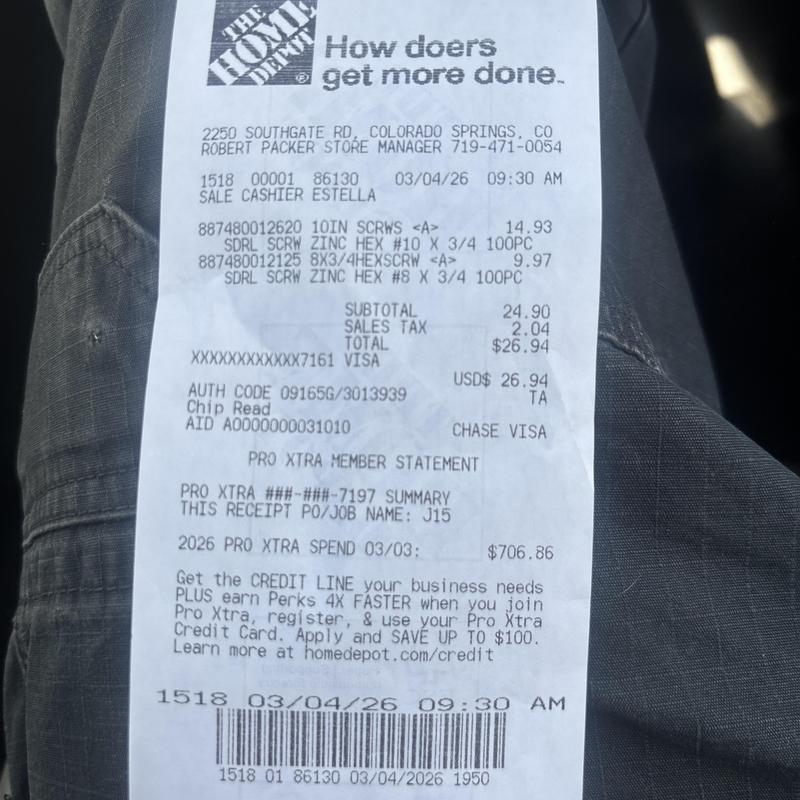 THE
HOME
DEPOT
®
How doers
get more done™
2250 SOUTHGATE RD, COLORADO SPRINGS, CO
ROBERT PACKER STORE MANAGER 719-471-0054
1518 00001 86130 03/04/26 09:30 AM
SALE CASHIER ESTELLA
887480012620 10IN SCRWS <A> 14.93
SDRL SCRW ZINC HEX #10 X 3/4 100PC
887480012125 8X3/4HEXSCRW <A> 9.97
SDRL SCRW ZINC HEX #8 X 3/4 100PC
SUBTOTAL 24.90
SALES TAX 2.04
TOTAL $26.94
XXXXXXXXXXXX7161 VISA
USD$ 26.94
AUTH CODE 09165G/3013939 TA
Chip Read
AID A0000000031010 CHASE VISA
PRO XTRA MEMBER STATEMENT
PRO XTRA ###-###-7197 SUMMARY
THIS RECEIPT PO/JOB NAME: J15
2026 PRO XTRA SPEND 03/03: $706.86
Get the CREDIT LINE your business needs
PLUS earn Perks 4X FASTER when you join
Pro Xtra, register, & use your Pro Xtra
Credit Card. Apply and SAVE UP TO $100.
Learn more at homedepot.com/credit
1518 03/04/26 09:30 AM
1518 01 86130 03/04/2026 1950